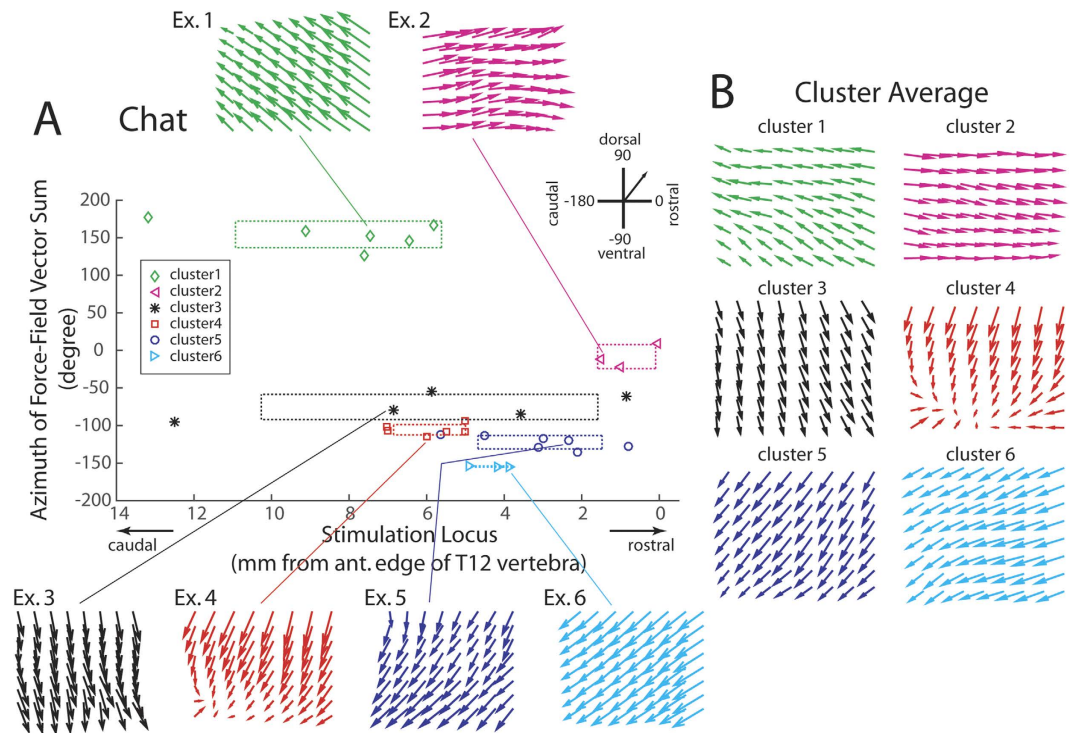 Ex. 1
Ex. 2
A
Chat
B
Cluster Average
dorsal
90
caudal
-180
0
rostral
-90
ventral
cluster 1
cluster 2
cluster 3
cluster 4
cluster 5
cluster 6
Azimuth of Force-Field Vector Sum
(degree)
200
150
100
50
0
-50
-100
-150
-200
cluster1
cluster2
cluster3
cluster4
cluster5
cluster6
14
12
10
8
6
4
2
0
caudal
Stimulation Locus
(mm from ant. edge of T12 vertebra)
rostral
Ex. 3
Ex. 4
Ex. 5
Ex. 6